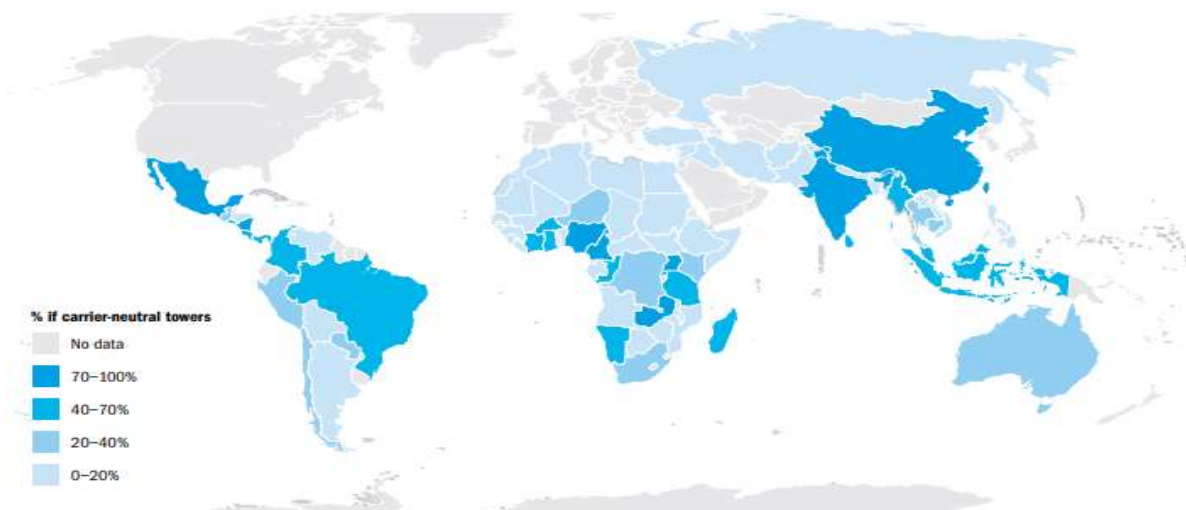 % if carrier-neutral towers
No data
70–100%
40–70%
20–40%
0–20%